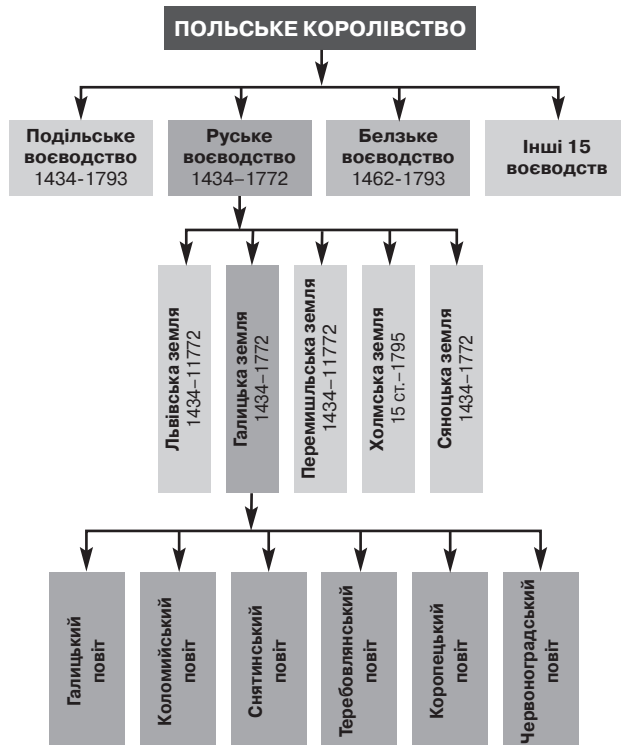 ПОЛЬСЬКЕ КОРОЛІВСТВО
Подільське
воєводство
1434-1793
Руське
воєводство
1434–1772
Белзьке
воєводство
1462-1793
Інші 15
воєводств
Львівська земля
1434–11772
Галицька земля
1434–1772
Перемишльська земля
1434–11772
Холмська земля
15 ст.–1795
Сяноцька земля
1434–1772
Галицький
повіт
Коломийський
повіт
Снятинський
повіт
Теребовлянський
повіт
Коропецький
повіт
Червоноградський
повіт